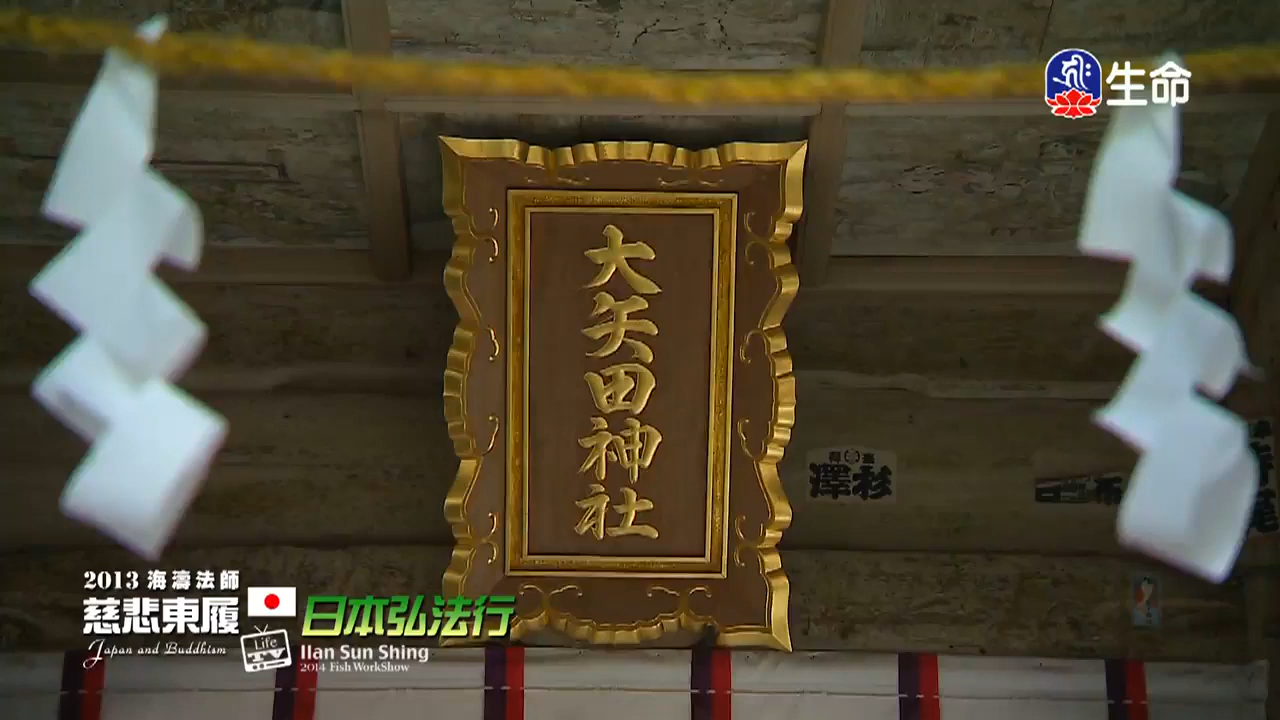 生命
大矢田神社
澤杉
2013 海濤法師
慈悲東履
Japan and Buddhism
日本弘法行
Life
TV
Ilan Sun Shing
2014 Fish WorkShow